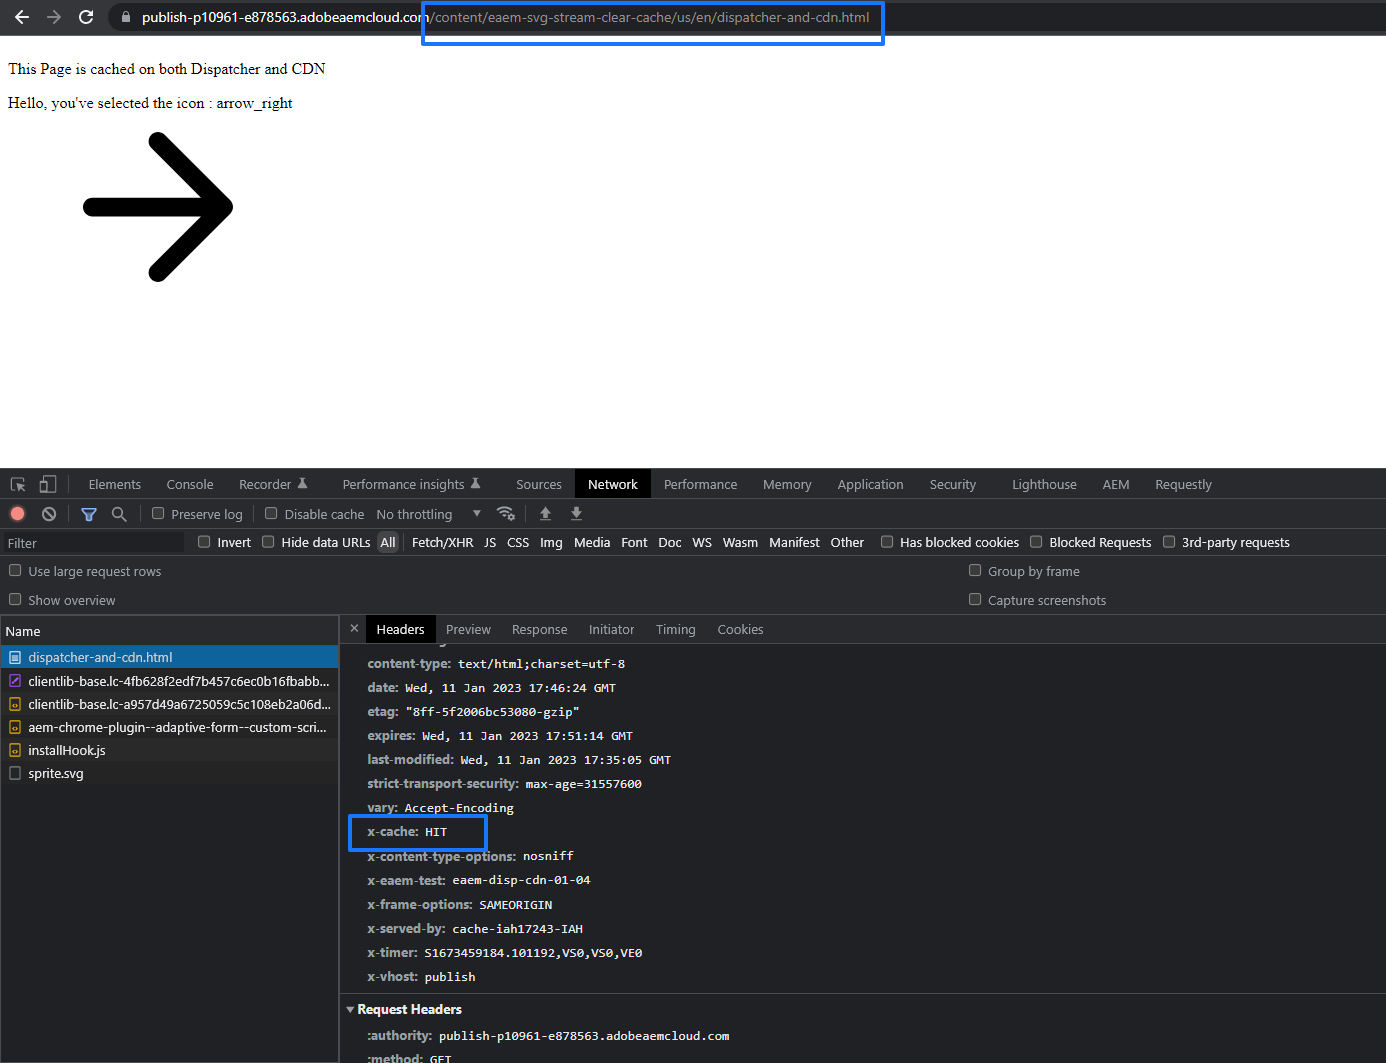 publish-p10961-e878563.adobeaemcloud.com/content/eaem-svg-stream-clear-cache/us/en/dispatcher-and-cdn.html
This Page is cached on both Dispatcher and CDN
Hello, you've selected the icon : arrow_right
Elements Console Recorder Performance insights Sources Network Performance Memory Application Security Lighthouse AEM Requestly
Preserve log Disable cache No throttling
Filter Invert Hide data URLs All Fetch/XHR JS CSS Img Media Font Doc WS Wasm Manifest Other Has blocked cookies Blocked Requests 3rd-party requests
Use large request rows Group by frame
Show overview Capture screenshots
Name
dispatcher-and-cdn.html
clientlib-base.lc-4fb628f2edf7b457c6ec0b16fbabb...
clientlib-base.lc-a957d49a6725059c5c108eb2a06d...
aem-chrome-plugin--adaptive-form--custom-scri...
installHook.js
sprite.svg
Headers Preview Response Initiator Timing Cookies
content-type: text/html;charset=utf-8
date: Wed, 11 Jan 2023 17:46:24 GMT
etag: "8ff-5f2006bc53080-gzip"
expires: Wed, 11 Jan 2023 17:51:14 GMT
last-modified: Wed, 11 Jan 2023 17:35:05 GMT
strict-transport-security: max-age=31557600
vary: Accept-Encoding
x-cache: HIT
x-content-type-options: nosniff
x-eaem-test: eaem-disp-cdn-01-04
x-frame-options: SAMEORIGIN
x-served-by: cache-iah17243-IAH
x-timer: S1673459184.101192,VS0,VS0,VE0
x-vhost: publish
Request Headers
:authority: publish-p10961-e878563.adobeaemcloud.com
:method: GET